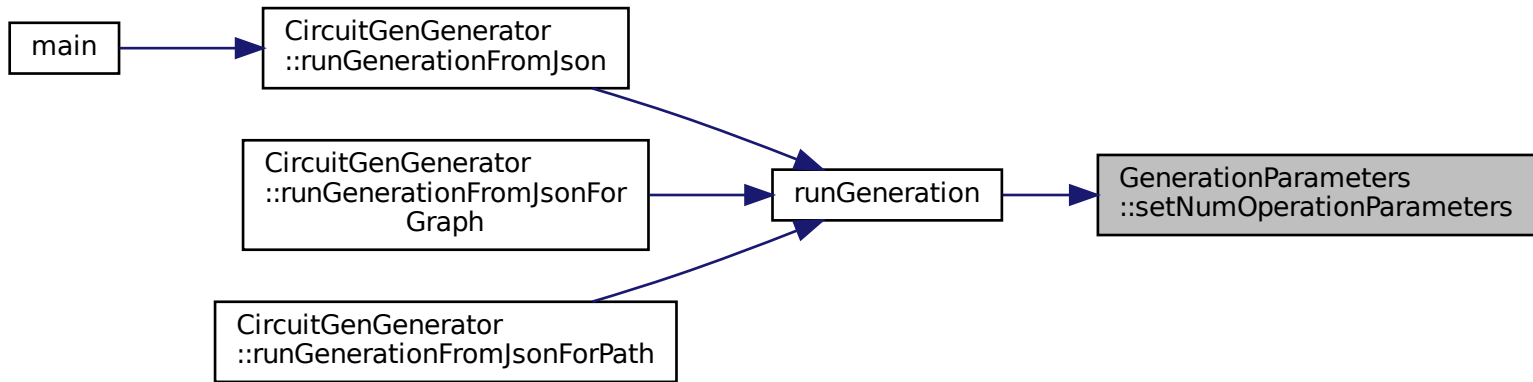 main
CircuitGenGenerator
::runGenerationFromJson
CircuitGenGenerator
::runGenerationFromJsonFor
Graph
CircuitGenGenerator
::runGenerationFromJsonForPath
runGeneration
GenerationParameters
::setNumOperationParameters